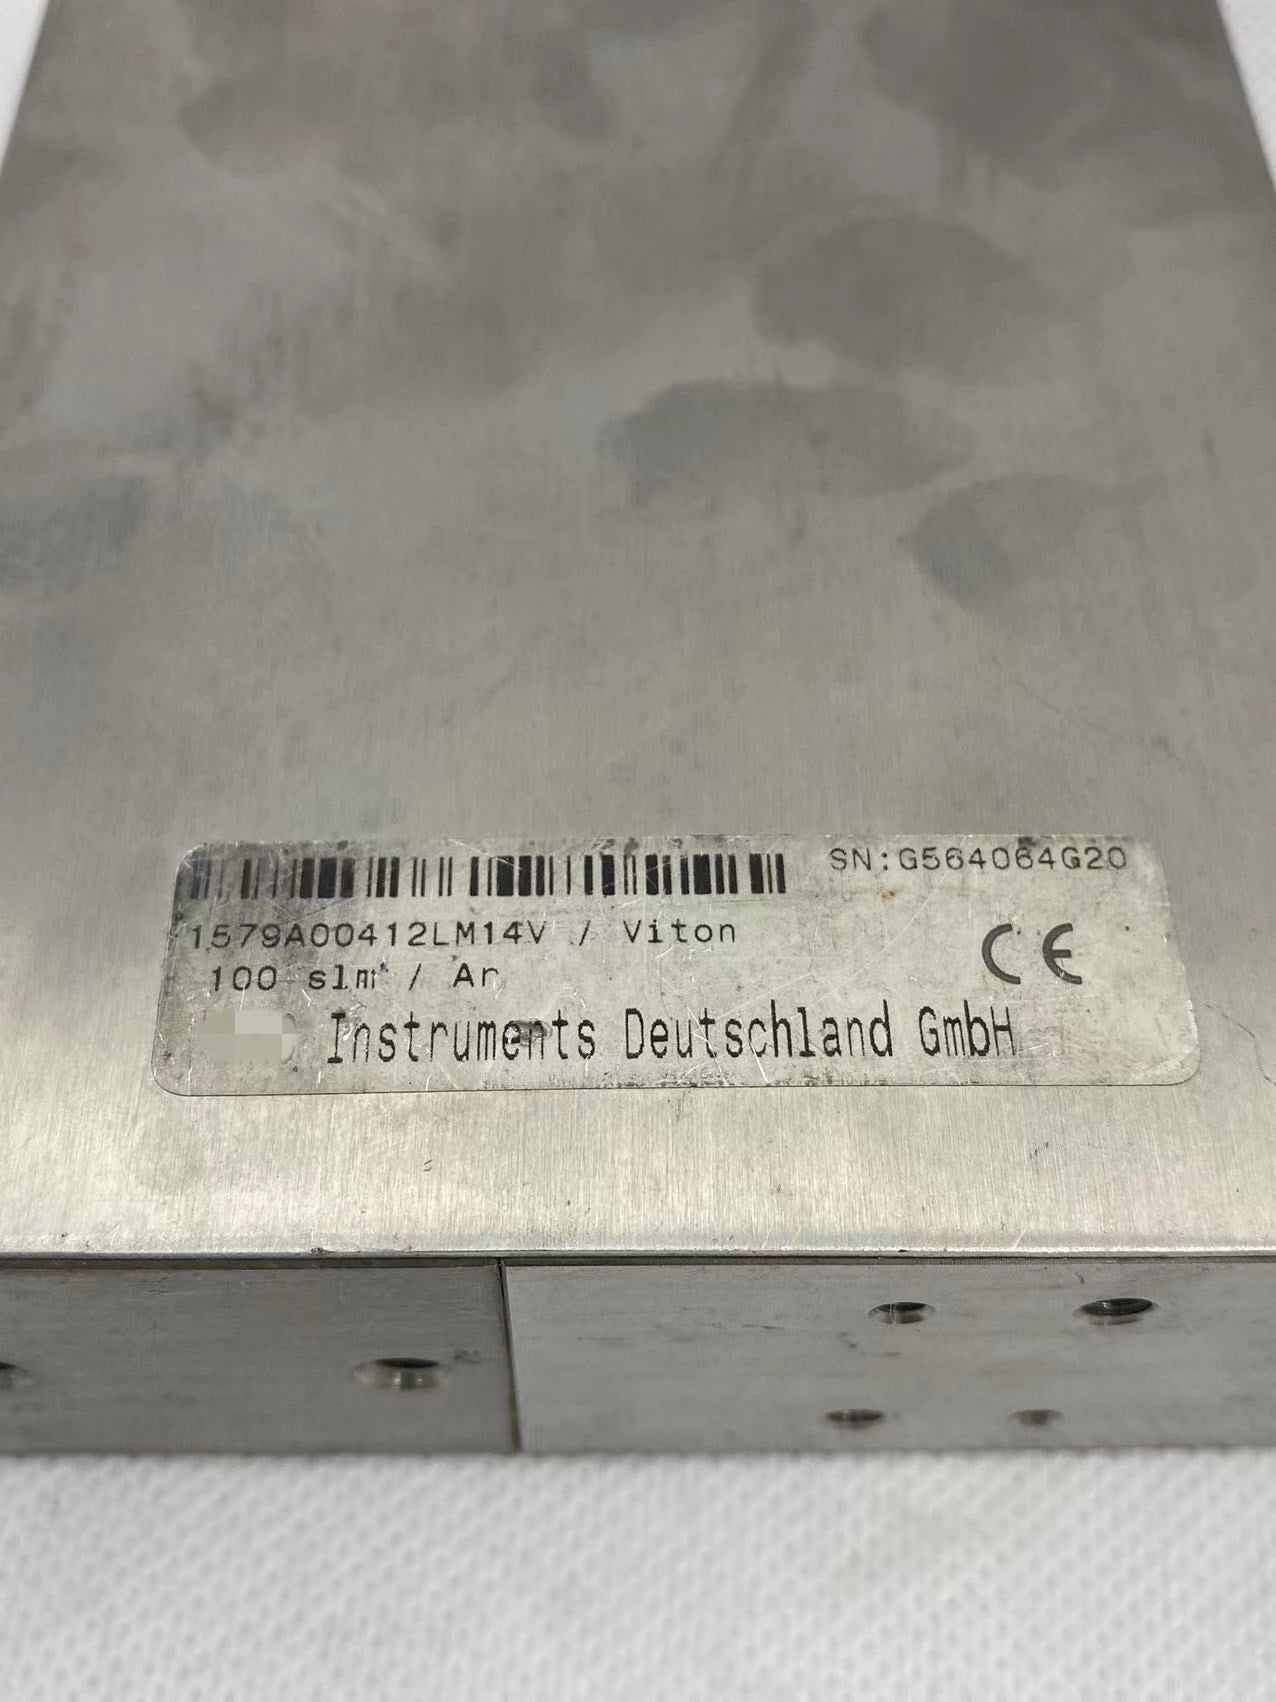 SN:G564064G20
1579A00412LM14V / Viton
100 slm / Ar
CE
Instruments Deutschland GmbH